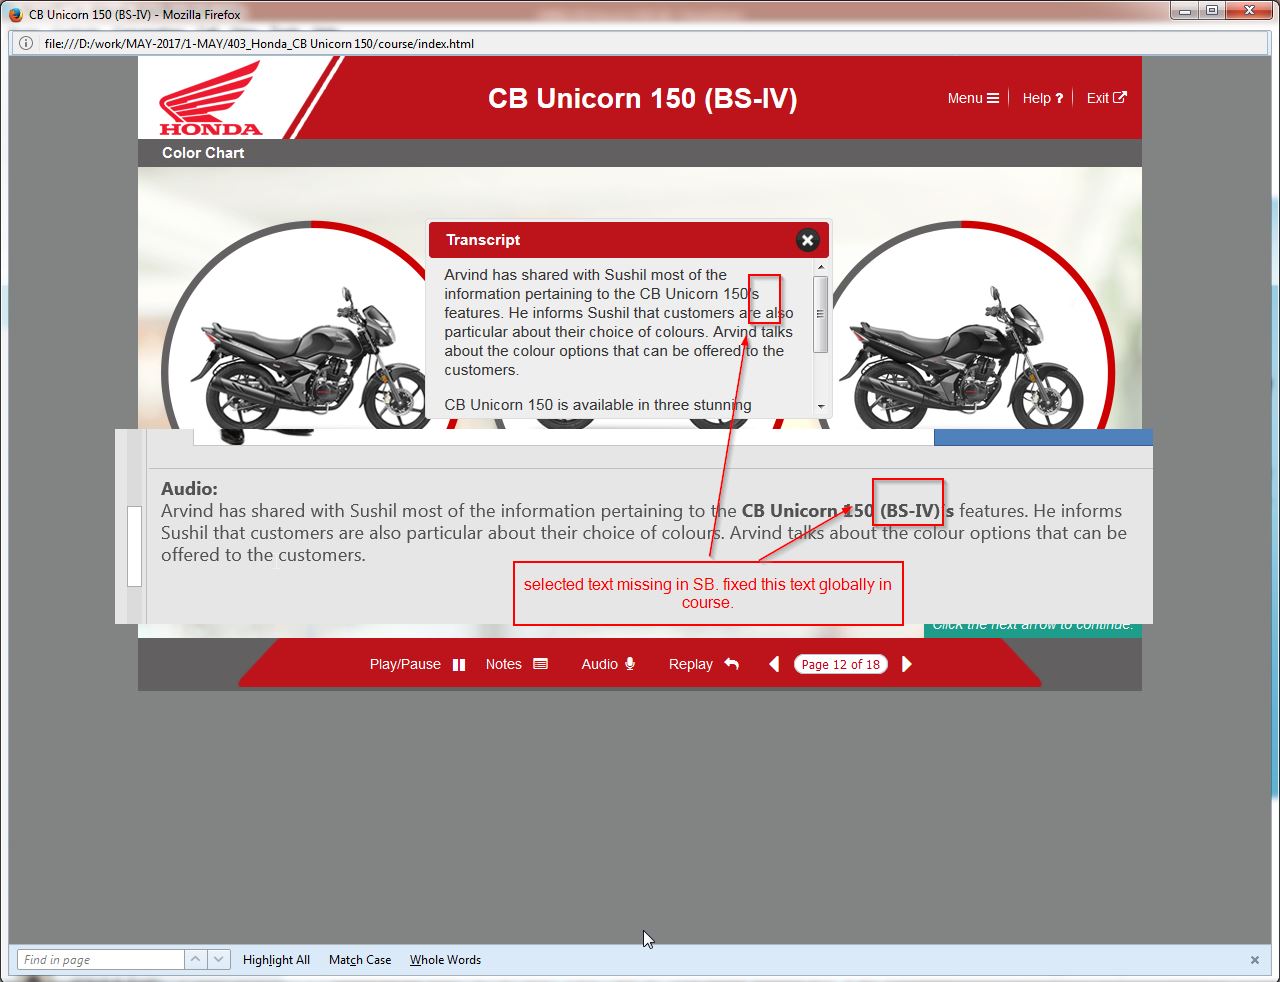 CB Unicorn 150 (BS-IV) - Mozilla Firefox
file:///D:/work/MAY-2017/1-MAY/403_Honda_CB Unicorn 150/course/index.html
HONDA
CB Unicorn 150 (BS-IV)
Menu
Help ?
Exit
Color Chart
Transcript
Arvind has shared with Sushil most of the
information pertaining to the CB Unicorn 150's
features. He informs Sushil that customers are also
particular about their choice of colours. Arvind talks
about the colour options that can be offered to the
customers.
CB Unicorn 150 is available in three stunning
Audio:
Arvind has shared with Sushil most of the information pertaining to the CB Unicorn 150 (BS-IV)'s features. He informs
Sushil that customers are also particular about their choice of colours. Arvind talks about the colour options that can be
offered to the customers.
selected text missing in SB. fixed this text globally in
course.
Click the next arrow to continue.
Play/Pause
Notes
Audio
Replay
Page 12 of 18
Find in page
Highlight All
Match Case
Whole Words